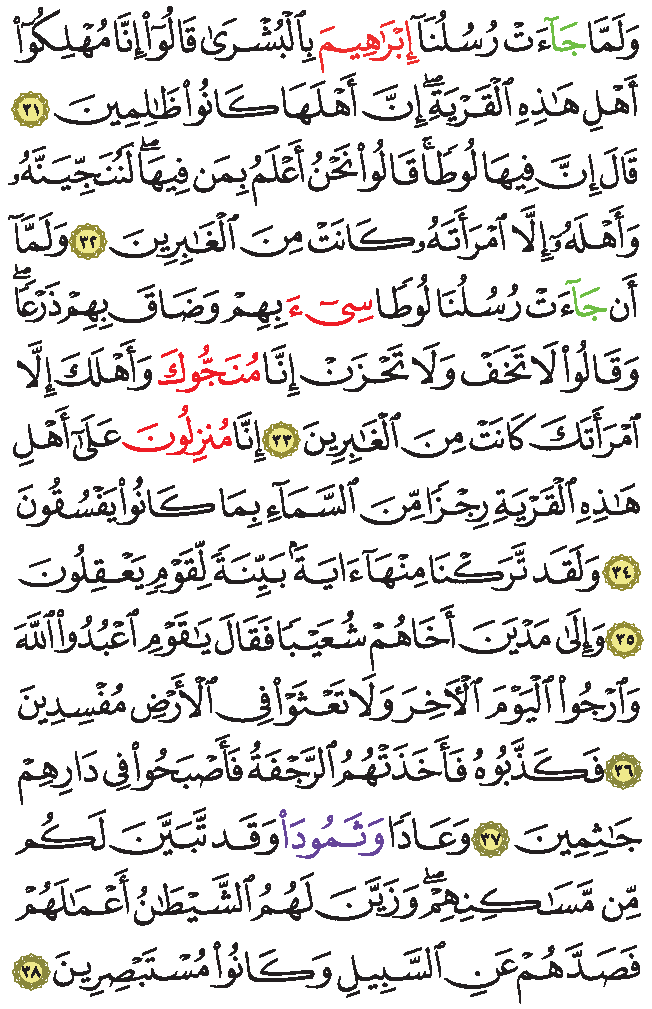 وَلَمَّا جَآءَتْ رُسُلُنَآ إِبْرَٰهِيمَ بِٱلْبُشْرَىٰ قَالُوٓا۟ إِنَّا مُهْلِكُوٓا۟
أَهْلِ هَٰذِهِ ٱلْقَرْيَةِۖ إِنَّ أَهْلَهَا كَانُوا۟ ظَٰلِمِينَ ٣١
قَالَ إِنَّ فِيهَا لُوطًاۚ قَالُوا۟ نَحْنُ أَعْلَمُ بِمَن فِيهَاۖ لَنُنَجِّيَنَّهُۥ
وَأَهْلَهُۥٓ إِلَّا ٱمْرَأَتَهُۥ كَانَتْ مِنَ ٱلْغَٰبِرِينَ ٣٢ وَلَمَّآ
أَن جَآءَتْ رُسُلُنَا لُوطًا سِىٓءَ بِهِمْ وَضَاقَ بِهِمْ ذَرْعًاۖ
وَقَالُوا۟ لَا تَخَفْ وَلَا تَحْزَنْ إِنَّا مُنَجُّوكَ وَأَهْلَكَ إِلَّا
ٱمْرَأَتَكَ كَانَتْ مِنَ ٱلْغَٰبِرِينَ ٣٣ إِنَّا مُنزِلُونَ عَلَىٰٓ أَهْلِ
هَٰذِهِ ٱلْقَرْيَةِ رِجْزًا مِّنَ ٱلسَّمَآءِ بِمَا كَانُوا۟ يَفْسُقُونَ
٣٤ وَلَقَد تَّرَكْنَا مِنْهَآ ءَايَةًۢ بَيِّنَةً لِّقَوْمٍ يَعْقِلُونَ
٣٥ وَإِلَىٰ مَدْيَنَ أَخَاهُمْ شُعَيْبًا فَقَالَ يَٰقَوْمِ ٱعْبُدُوا۟ ٱللَّهَ
وَٱرْجُوا۟ ٱلْيَوْمَ ٱلْـَٔاخِرَ وَلَا تَعْثَوْا۟ فِى ٱلْأَرْضِ مُفْسِدِينَ
٣٦ فَكَذَّبُوهُ فَأَخَذَتْهُمُ ٱلرَّجْفَةُ فَأَصْبَحُوا۟ فِى دَارِهِمْ
جَٰثِمِينَ ٣٧ وَعَادًا وَثَمُودَا۟ وَقَد تَّبَيَّنَ لَكُم
مِّن مَّسَٰكِنِهِمْۖ وَزَيَّنَ لَهُمُ ٱلشَّيْطَٰنُ أَعْمَٰلَهُمْ
فَصَدَّهُمْ عَنِ ٱلسَّبِيلِ وَكَانُوا۟ مُسْتَبْصِرِينَ ٣٨